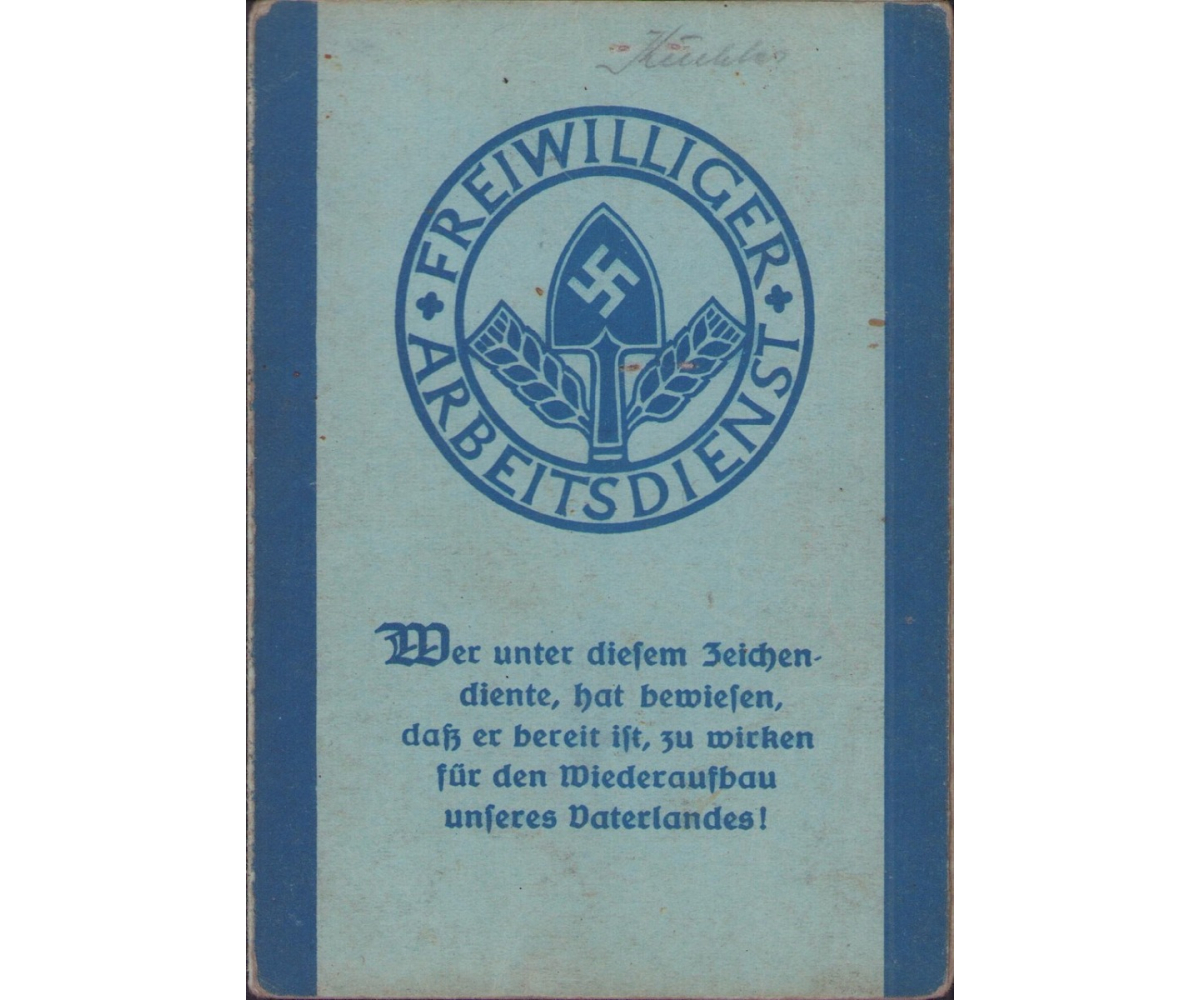 FREIWILLIGER
ARBEITSDIENST
Wer unter dieſem Zeichen-
diente, hat bewieſen,
daß er bereit iſt, zu wirken
für den Wiederaufbau
unſeres Vaterlandes!